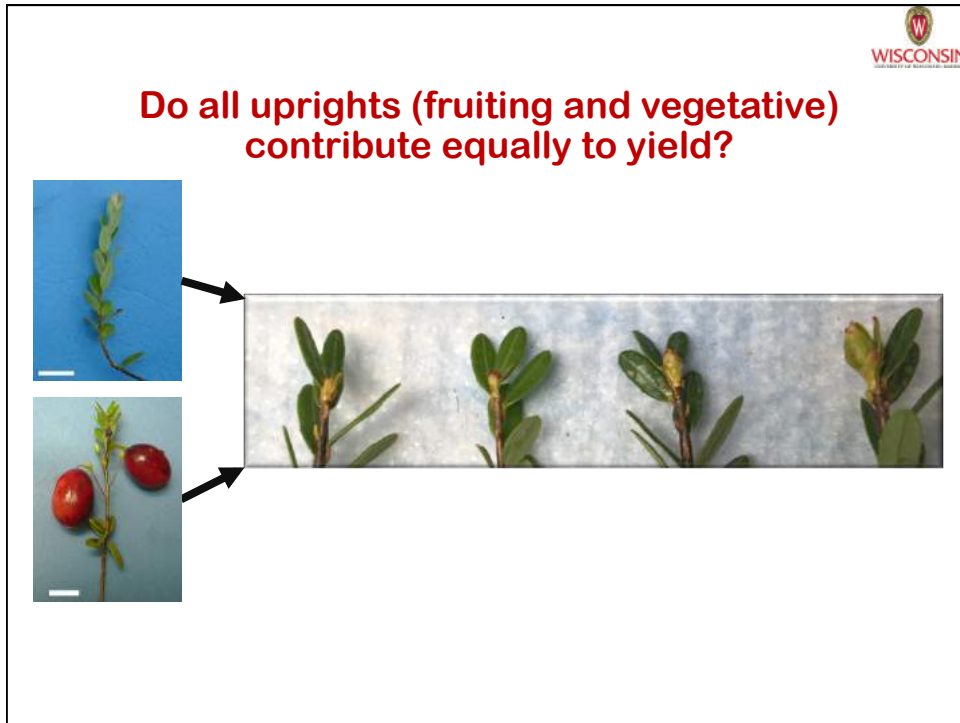 WISCONSIN
Do all uprights (fruiting and vegetative)
contribute equally to yield?